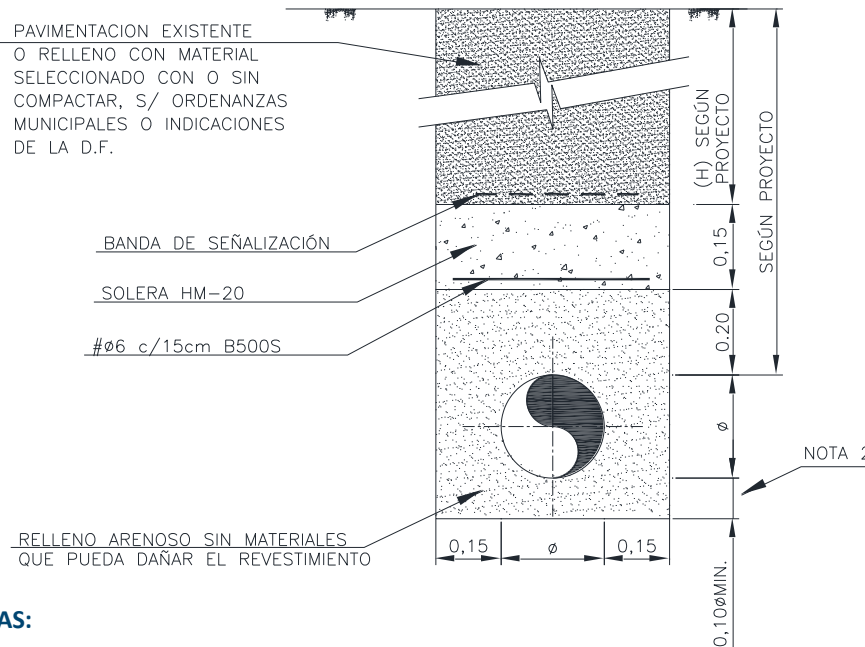 PAVIMENTACION EXISTENTE
O RELLENO CON MATERIAL
SELECCIONADO CON O SIN
COMPACTAR, S/ ORDENANZAS
MUNICIPALES O INDICACIONES
DE LA D.F.
BANDA DE SEÑALIZACIÓN
SOLERA HM-20
#ø6 c/15cm B500S
RELLENO ARENOSO SIN MATERIALES
QUE PUEDA DAÑAR EL REVESTIMIENTO
(H) SEGÚN
PROYECTO
SEGÚN PROYECTO
0,15
0.20
ø
NOTA 2
0,15
ø
0,15
0,10øMIN.
AS: